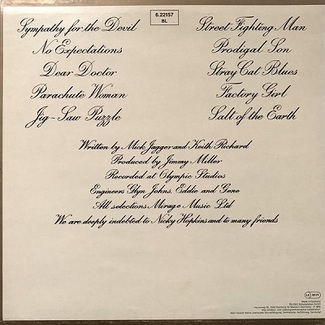 6.22157
BL
Sympathy for the Devil
No Expectations
Dear Doctor
Parachute Woman
Jig-Saw Puzzle
Street Fighting Man
Prodigal Son
Stray Cat Blues
Factory Girl
Salt of the Earth
Written by Mick Jagger and Keith Richard
Produced by Jimmy Miller
Recorded at Olympic Studios
Engineers Glyn Johns, Eddie and Gene
All selections Mirage Music Ltd
We are deeply indebted to Nicky Hopkins and to many friends